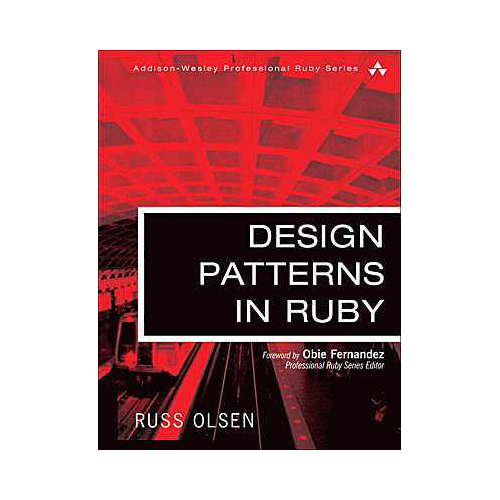 Addison-Wesley Professional Ruby Series
DESIGN
PATTERNS
IN RUBY
Foreword by Obie Fernandez
Professional Ruby Series Editor
RUSS OLSEN